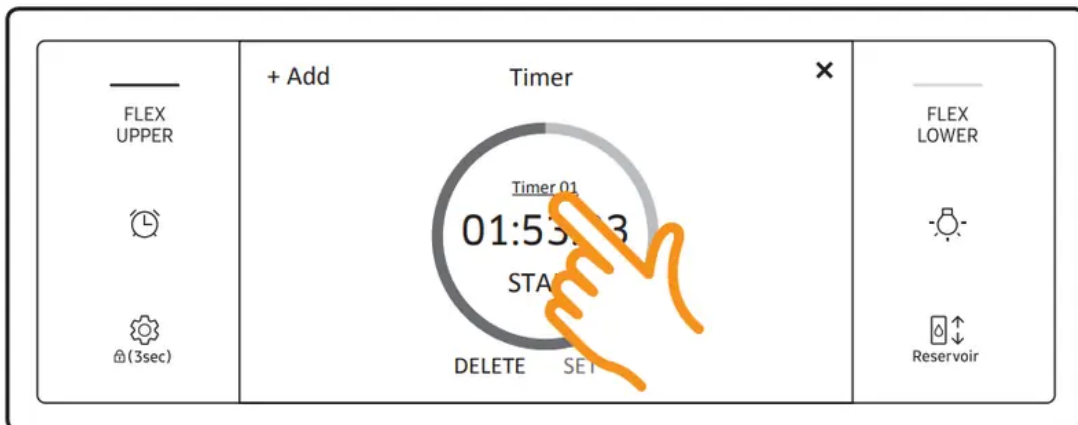 FLEX
UPPER
(3sec)
+ Add
Timer
×
Timer 01
DELETE
FLEX
LOWER
Reservoir